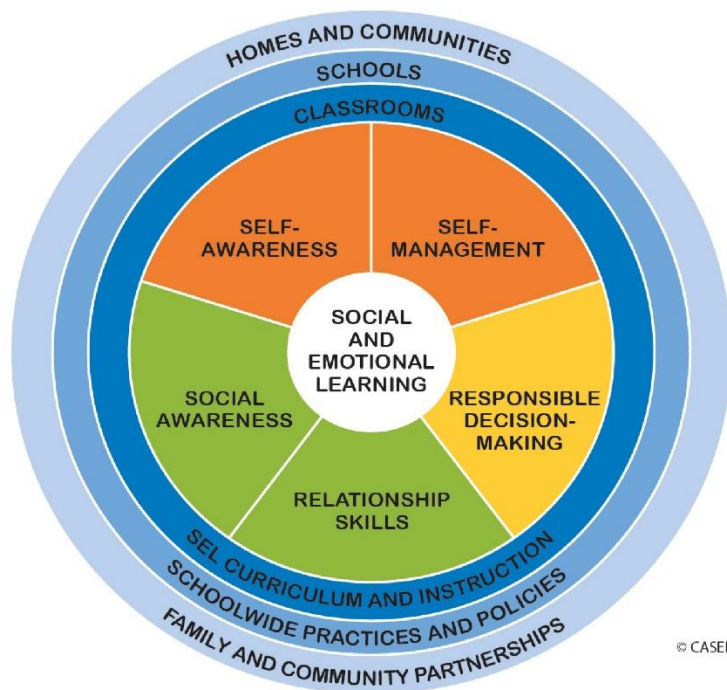 HOMES AND COMMUNITIES
SCHOOLS
CLASSROOMS
SELF-
AWARENESS
SELF-
MANAGEMENT
SOCIAL
AND
EMOTIONAL
LEARNING
SOCIAL
AWARENESS
RESPONSIBLE
DECISION-
MAKING
RELATIONSHIP
SKILLS
SEL CURRICULUM AND INSTRUCTION
SCHOOLWIDE PRACTICES AND POLICIES
FAMILY AND COMMUNITY PARTNERSHIPS
©